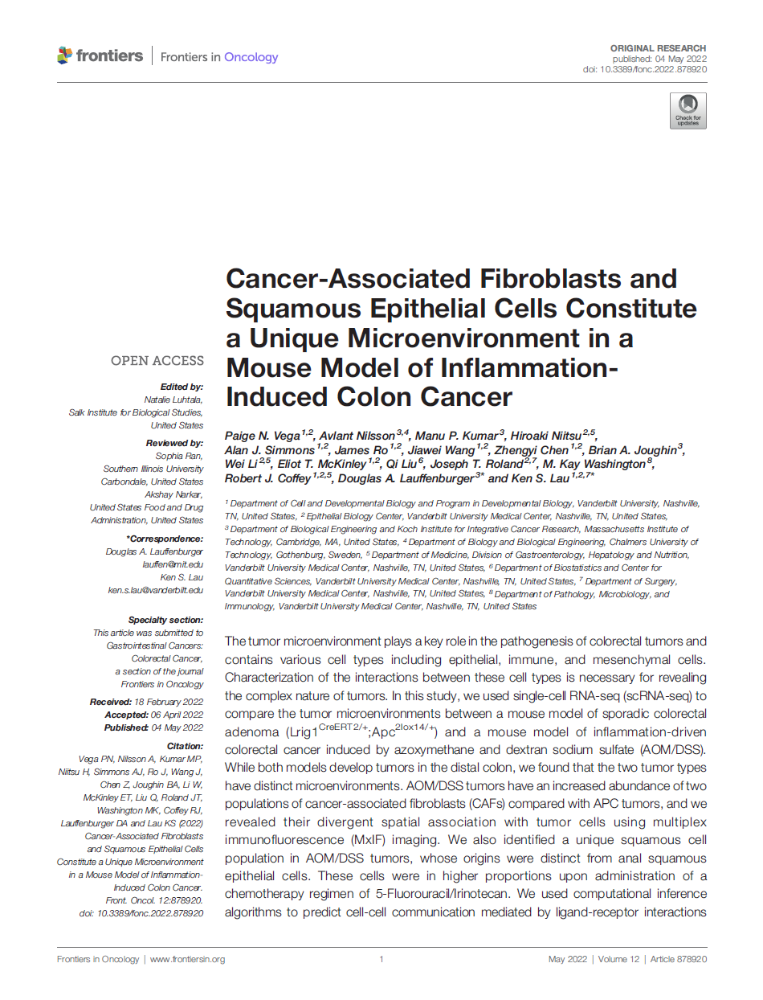 frontiers
Frontiers in Oncology
ORIGINAL RESEARCH
published: 04 May 2022
doi: 10.3389/fonc.2022.878920
Check for
updates
Cancer-Associated Fibroblasts and
Squamous Epithelial Cells Constitute
a Unique Microenvironment in a
Mouse Model of Inflammation-
Induced Colon Cancer
OPEN ACCESS
Edited by:
Natalie Luhtala,
Salk Institute for Biological Studies,
United States
Reviewed by:
Sophia Ran,
Southern Illinois University
Carbondale, United States
Akshay Narkar,
United States Food and Drug
Administration, United States
*Correspondence:
Douglas A. Lauffenburger
lauffen@mit.edu
Ken S. Lau
ken.s.lau@vanderbilt.edu
Specialty section:
This article was submitted to
Gastrointestinal Cancers:
Colorectal Cancer,
a section of the journal
Frontiers in Oncology
Received: 18 February 2022
Accepted: 06 April 2022
Published: 04 May 2022
Citation:
Vega PN, Nilsson A, Kumar MP,
Niitsu H, Simmons AJ, Ro J, Wang J,
Chen Z, Joughin BA, Li W,
McKinley ET, Liu Q, Roland JT,
Washington MK, Coffey RJ,
Lauffenburger DA and Lau KS (2022)
Cancer-Associated Fibroblasts
and Squamous Epithelial Cells
Constitute a Unique Microenvironment
in a Mouse Model of Inflammation-
Induced Colon Cancer.
Front. Oncol. 12:878920.
doi: 10.3389/fonc.2022.878920
Paige N. Vega 1,2, Avlant Nilsson 3,4, Manu P. Kumar 3, Hiroaki Niitsu 2,5,
Alan J. Simmons 1,2, James Ro 1,2, Jiawei Wang 1,2, Zhengyi Chen 1,2, Brian A. Joughin 3,
Wei Li 2,5, Eliot T. McKinley 1,2, Qi Liu 6, Joseph T. Roland 2,7, M. Kay Washington 8,
Robert J. Coffey 1,2,5, Douglas A. Lauffenburger 3* and Ken S. Lau 1,2,7*
1 Department of Cell and Developmental Biology and Program in Developmental Biology, Vanderbilt University, Nashville,
TN, United States, 2 Epithelial Biology Center, Vanderbilt University Medical Center, Nashville, TN, United States,
3 Department of Biological Engineering and Koch Institute for Integrative Cancer Research, Massachusetts Institute of
Technology, Cambridge, MA, United States, 4 Department of Biology and Biological Engineering, Chalmers University of
Technology, Gothenburg, Sweden, 5 Department of Medicine, Division of Gastroenterology, Hepatology and Nutrition,
Vanderbilt University Medical Center, Nashville, TN, United States, 6 Department of Biostatistics and Center for
Quantitative Sciences, Vanderbilt University Medical Center, Nashville, TN, United States, 7 Department of Surgery,
Vanderbilt University Medical Center, Nashville, TN, United States, 8 Department of Pathology, Microbiology, and
Immunology, Vanderbilt University Medical Center, Nashville, TN, United States
The tumor microenvironment plays a key role in the pathogenesis of colorectal tumors and
contains various cell types including epithelial, immune, and mesenchymal cells.
Characterization of the interactions between these cell types is necessary for revealing
the complex nature of tumors. In this study, we used single-cell RNA-seq (scRNA-seq) to
compare the tumor microenvironments between a mouse model of sporadic colorectal
adenoma (Lrig1CreERT2/+;Apc2lox14/+) and a mouse model of inflammation-driven
colorectal cancer induced by azoxymethane and dextran sodium sulfate (AOM/DSS).
While both models develop tumors in the distal colon, we found that the two tumor types
have distinct microenvironments. AOM/DSS tumors have an increased abundance of two
populations of cancer-associated fibroblasts (CAFs) compared with APC tumors, and we
revealed their divergent spatial association with tumor cells using multiplex
immunofluorescence (MxIF) imaging. We also identified a unique squamous cell
population in AOM/DSS tumors, whose origins were distinct from anal squamous
epithelial cells. These cells were in higher proportions upon administration of a
chemotherapy regimen of 5-Fluorouracil/Irinotecan. We used computational inference
algorithms to predict cell-cell communication mediated by ligand-receptor interactions
Frontiers in Oncology | www.frontiersin.org
1
May 2022 | Volume 12 | Article 878920